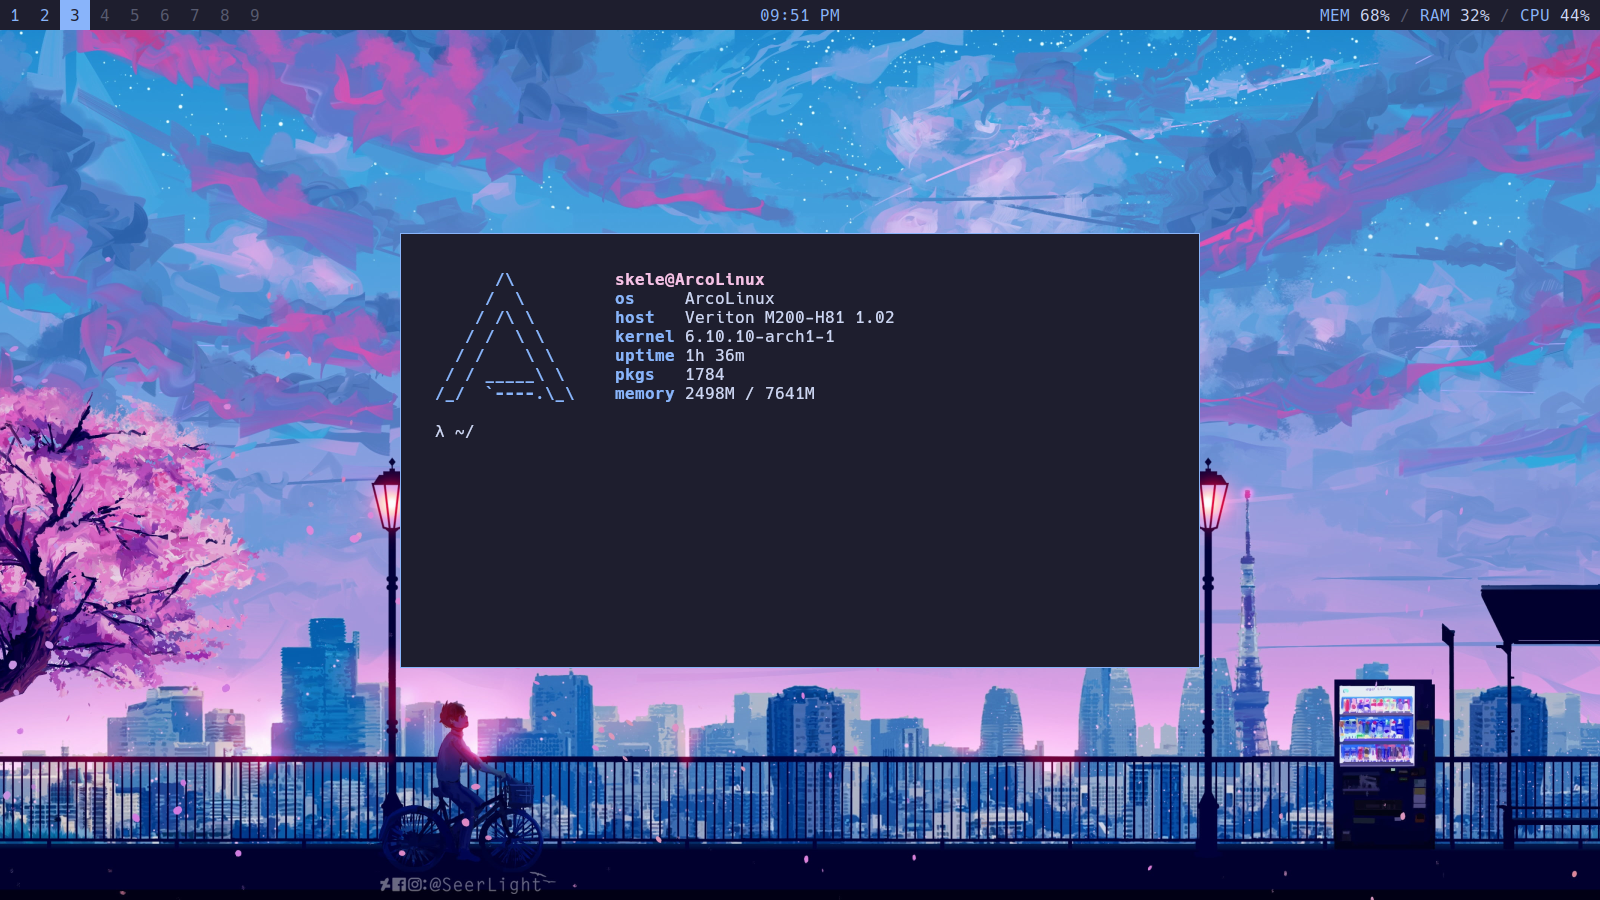 1 2 3 4 5 6 7 8 9 09:51 PM MEM 68% / RAM 32% / CPU 44%
skele@ArcoLinux
os ArcoLinux
host Veriton M200-H81 1.02
kernel 6.10.10-arch1-1
uptime 1h 36m
pkgs 1784
memory 2498M / 7641M
λ ~/
:@SeerLight